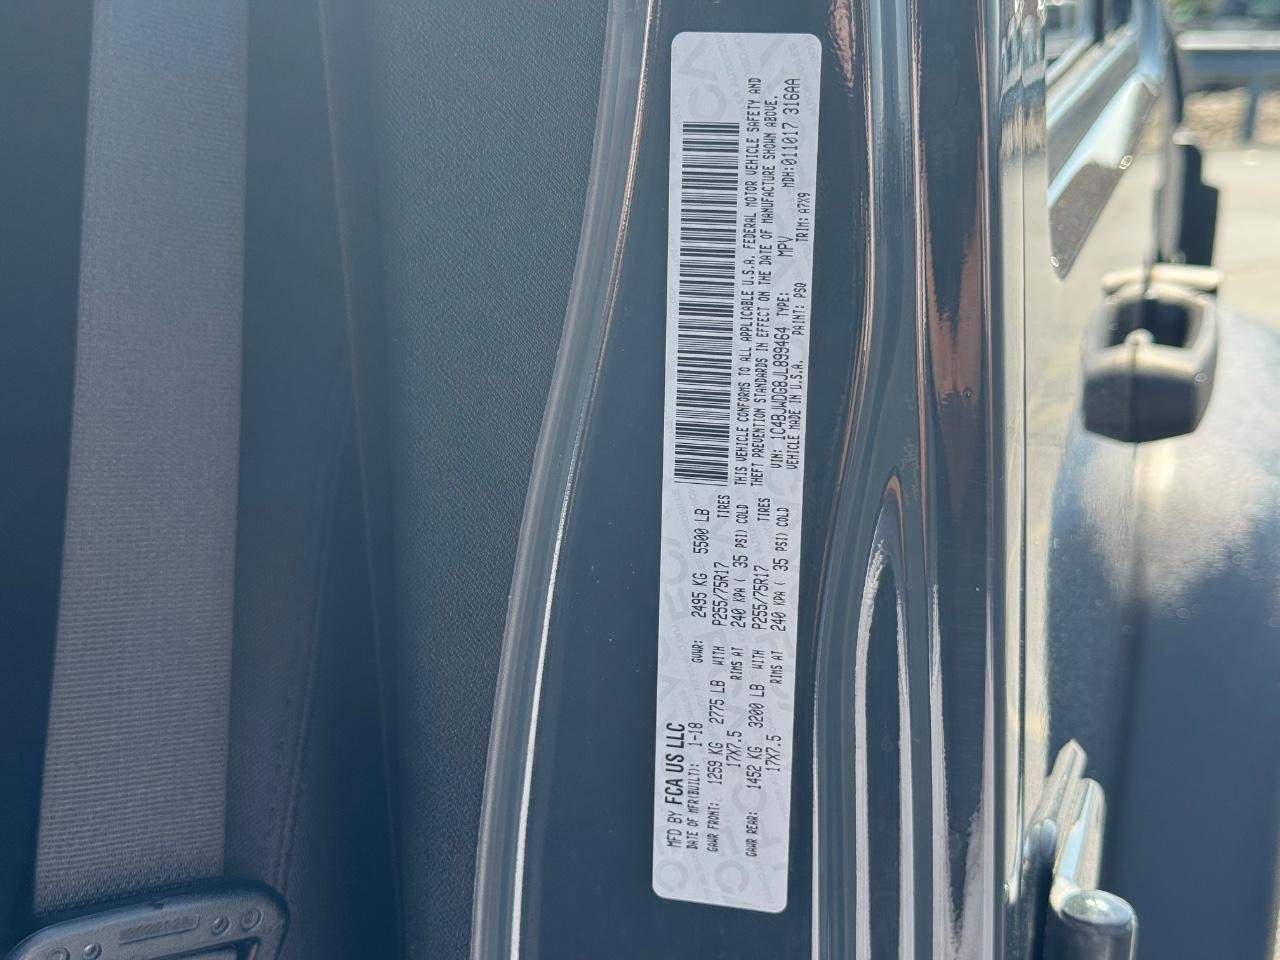 MFD BY FCA US LLC
DATE OF MFR(BUILT): 1-18 GVWR: 2495 KG 5500 LB
GAWR FRONT: 1259 KG 2775 LB WITH P255/75R17 TIRES
17X7.5 RIMS AT 240 KPA ( 35 PSI) COLD
GAWR REAR: 1452 KG 3200 LB WITH P255/75R17 TIRES
17X7.5 RIMS AT 240 KPA ( 35 PSI) COLD
THIS VEHICLE CONFORMS TO ALL APPLICABLE U.S.A. FEDERAL MOTOR VEHICLE SAFETY AND
THEFT PREVENTION STANDARDS IN EFFECT ON THE DATE OF MANUFACTURE SHOWN ABOVE.
VIN: 1C4BJWDG8JL899464 TYPE: MPV MDH:011017 316AA
VEHICLE MADE IN U.S.A. PAINT: PSQ TRIM: A7X9